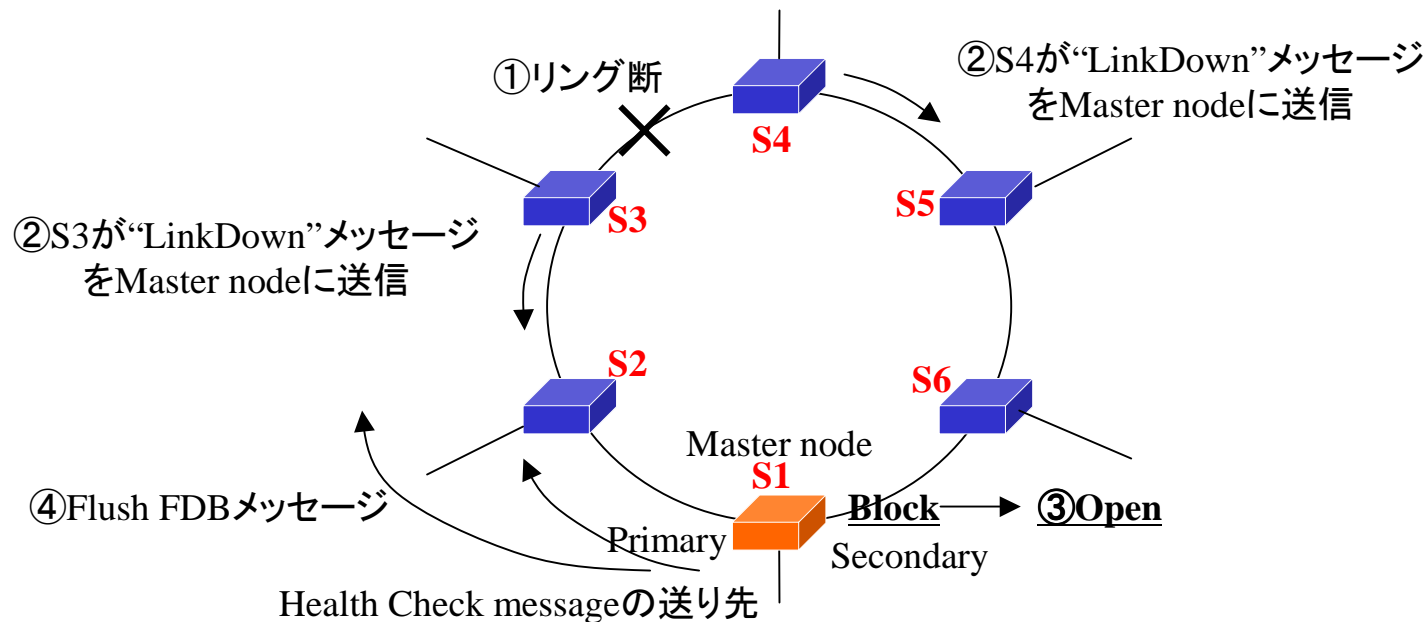 ①リング断
②S4が“LinkDown”メッセージ
をMaster nodeに送信
S4
S3
S5
②S3が“LinkDown”メッセージ
をMaster nodeに送信
S2
S6
Master node
S1
④Flush FDBメッセージ
Block
③Open
Primary
Secondary
Health Check messageの送り先